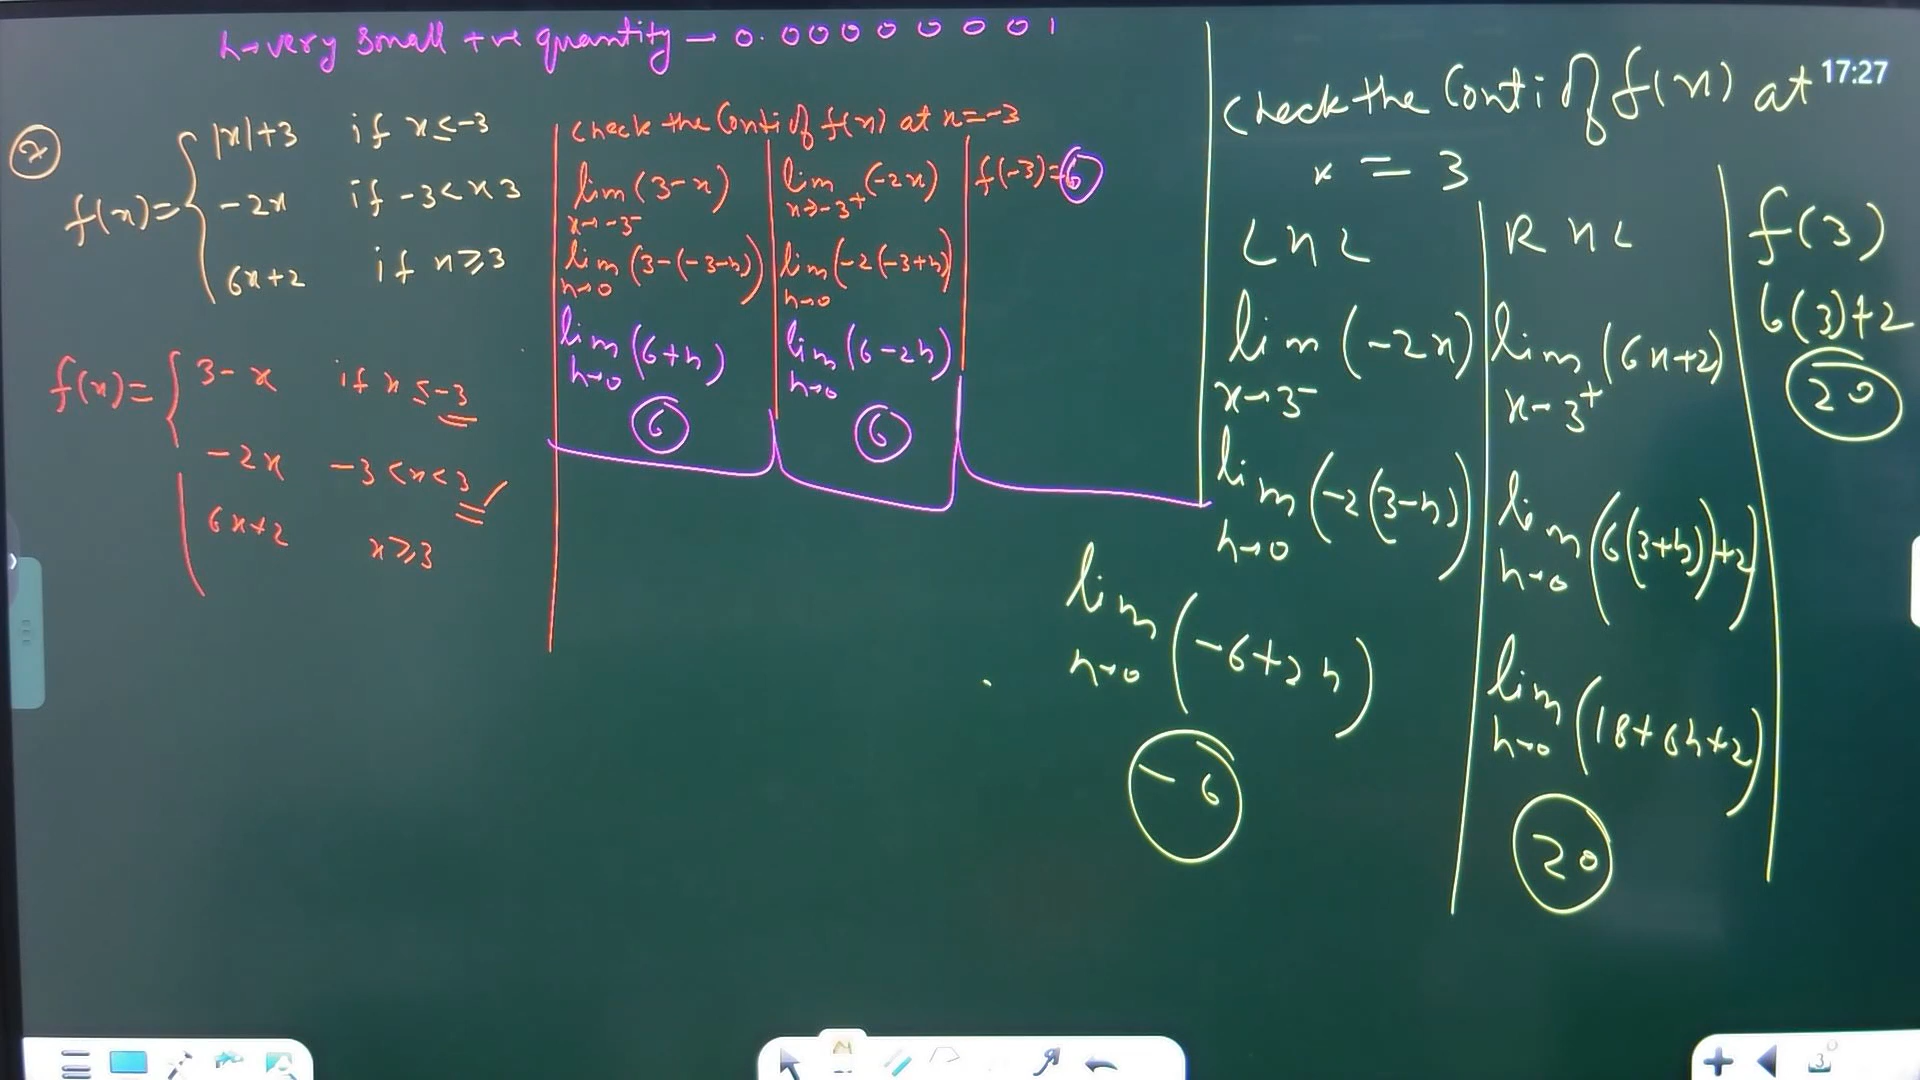 h→very small +ve quantity → 0.000000001
17:27
7
f(x)= { |x|+3 if x≤-3
-2x if -3<x 3
6x+2 if x≥3
f(x)= { 3-x if x≤-3
-2x -3<x<3
6x+2 x≥3
check the Conti of f(x) at x=-3
lim (3-x)
x→-3⁻
lim (3-(-3-h))
h→0
lim (6+h)
h→0
6
lim (-2x)
x→-3⁺
lim (-2(-3+h)
h→0
lim (6-2h)
h→0
6
f(-3)=6
Check the Conti of f(x) at
x = 3
LHL
lim (-2x)
x→3⁻
lim (-2(3-h))
h→0
lim (-6+2h)
h→0
-6
RHL
lim (6x+2)
x→3⁺
lim (6(3+h))+2)
h→0
lim (18+6h+2)
h→0
20
f(3)
6(3)+2
20
3